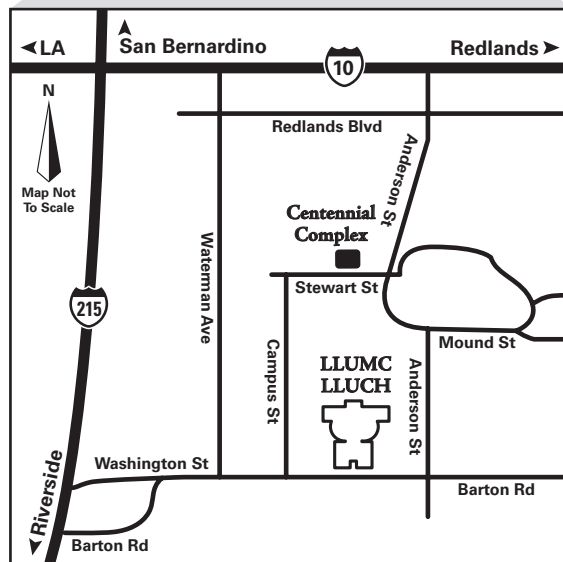 LA
San Bernardino
10
Redlands
N
Map Not
To Scale
Redlands Blvd
Anderson St
Centennial
Complex
Waterman Ave
Stewart St
215
Mound St
Campus St
LLUMC
LLUCH
Anderson St
Washington St
Barton Rd
Riverside
Barton Rd